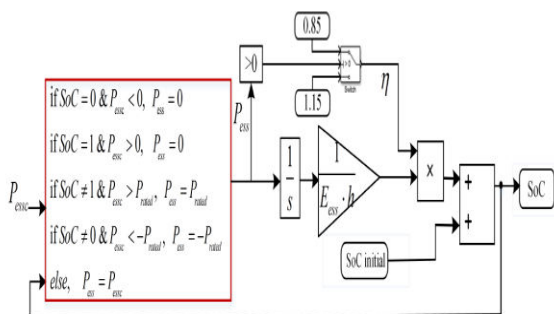 0.85
>0
>0
Switch
1.15
η
P_ess
if SoC = 0 & P_essc < 0, P_ess = 0
if SoC = 1 & P_essc > 0, P_ess = 0
if SoC ≠ 1 & P_essc > P_rated, P_ess = P_rated
if SoC ≠ 0 & P_essc < -P_rated, P_ess = -P_rated
else, P_ess = P_essc
P_essc
1
s
1
E_ess · h
×
+
+
SoC
SoC initial